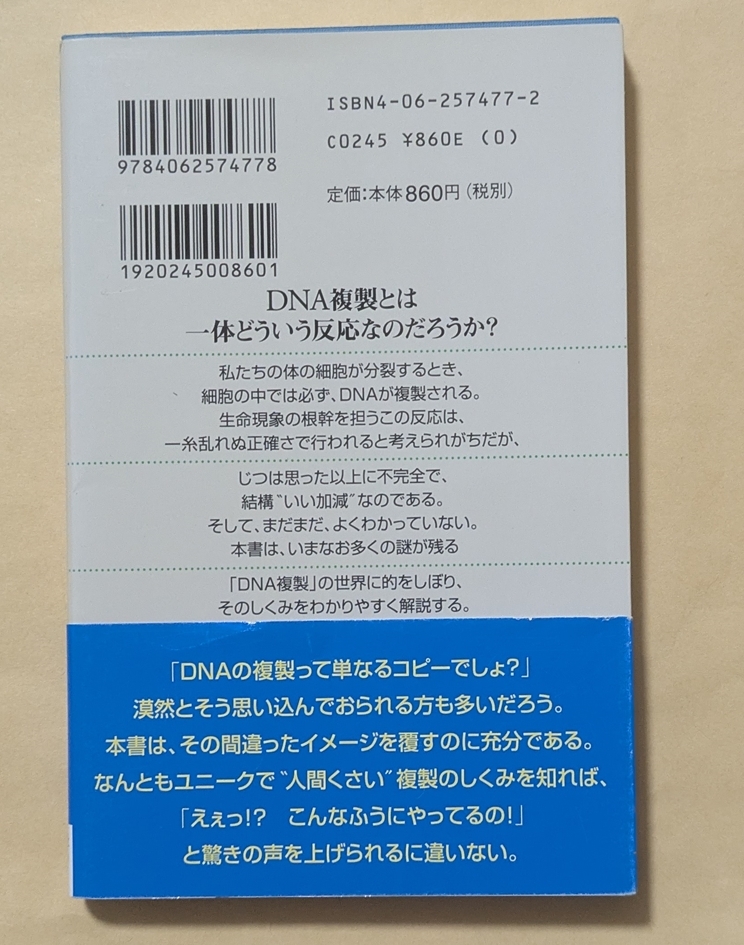 ISBN4-06-257477-2
C0245 ¥860E (0)
定価:本体860円(税別)
9784062574778
1920245008601
DNA複製とは
一体どういう反応なのだろうか?
私たちの体の細胞が分裂するとき、
細胞の中では必ず、DNAが複製される。
生命現象の根幹を担うこの反応は、
一糸乱れぬ正確さで行われると考えられがちだが、
じつは思った以上に不完全で、
結構〝いい加減〟なのである。
そして、まだまだ、よくわかっていない。
本書は、いまなお多くの謎が残る
「DNA複製」の世界に的をしぼり、
そのしくみをわかりやすく解説する。
「DNAの複製って単なるコピーでしょ?」
漠然とそう思い込んでおられる方も多いだろう。
本書は、その間違ったイメージを覆すのに充分である。
なんともユニークで〝人間くさい〟複製のしくみを知れば、
「えぇっ!? こんなふうにやってるの!」
と驚きの声を上げられるに違いない。